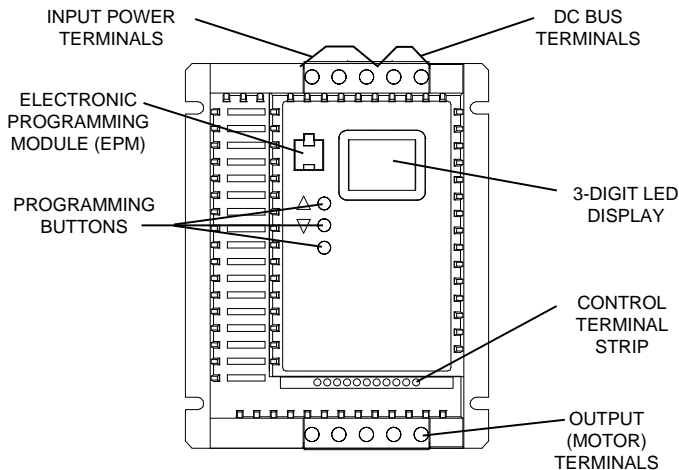 INPUT POWER
TERMINALS
DC BUS
TERMINALS
ELECTRONIC
PROGRAMMING
MODULE (EPM)
PROGRAMMING
BUTTONS
3-DIGIT LED
DISPLAY
CONTROL
TERMINAL
STRIP
OUTPUT
(MOTOR)
TERMINALS